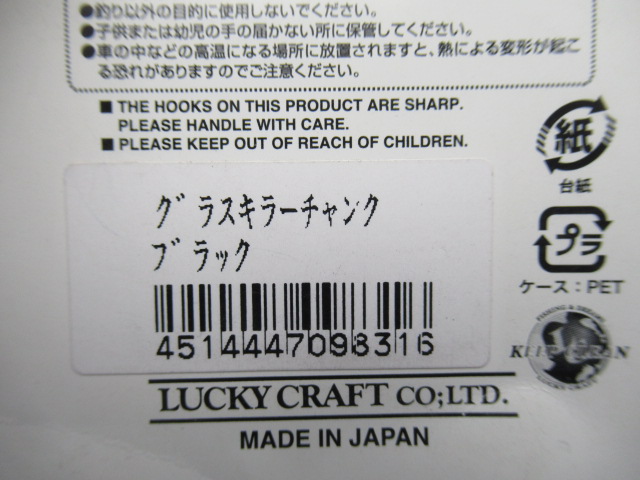 ●釣り以外の目的に使用しないでください。
●子供または幼児の手の届かない所に保管してください。
●車の中などの高温になる場所に放置されますと、熱による変形が起こ
る恐れがありますのでご注意ください。
■ THE HOOKS ON THIS PRODUCT ARE SHARP.
PLEASE HANDLE WITH CARE.
■ PLEASE KEEP OUT OF REACH OF CHILDREN.
紙
台紙
プラ
ケース：PET
グラスキラーチャンク
ブラック
4514447098316
LUCKY CRAFT CO;LTD.
MADE IN JAPAN
LUCKY CRAFT